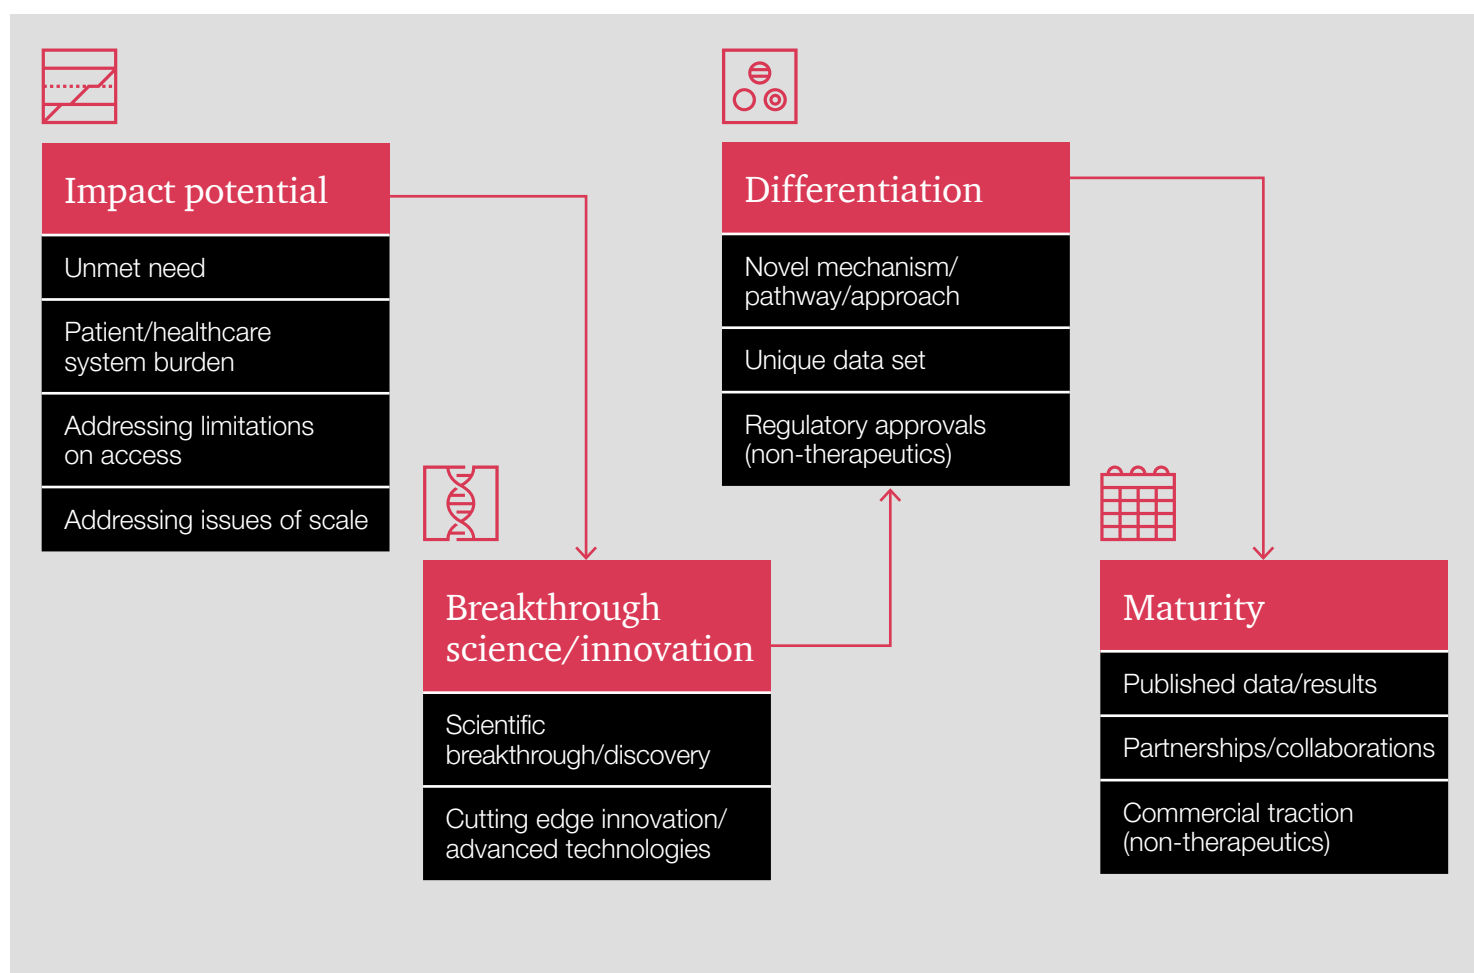 Impact potential
Unmet need
Patient/healthcare
system burden
Addressing limitations
on access
Addressing issues of scale
Breakthrough
science/innovation
Scientific
breakthrough/discovery
Cutting edge innovation/
advanced technologies
Differentiation
Novel mechanism/
pathway/approach
Unique data set
Regulatory approvals
(non-therapeutics)
Maturity
Published data/results
Partnerships/collaborations
Commercial traction
(non-therapeutics)